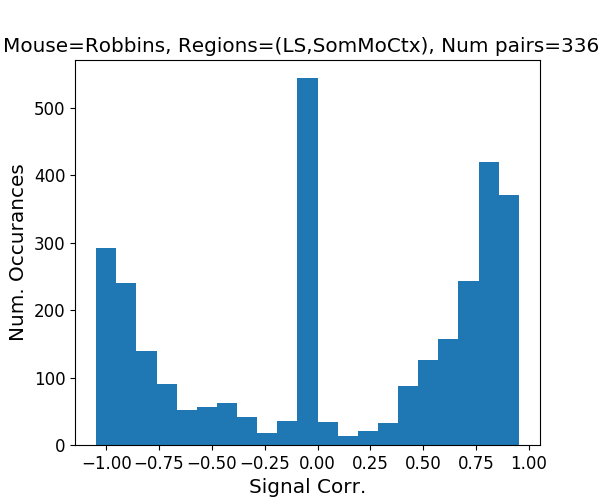 Mouse=Robbins, Regions=(LS,SomMoCtx), Num pairs=336
500
400
300
200
100
0
Num. Occurances
−1.00 −0.75 −0.50 −0.25 0.00 0.25 0.50 0.75 1.00
Signal Corr.